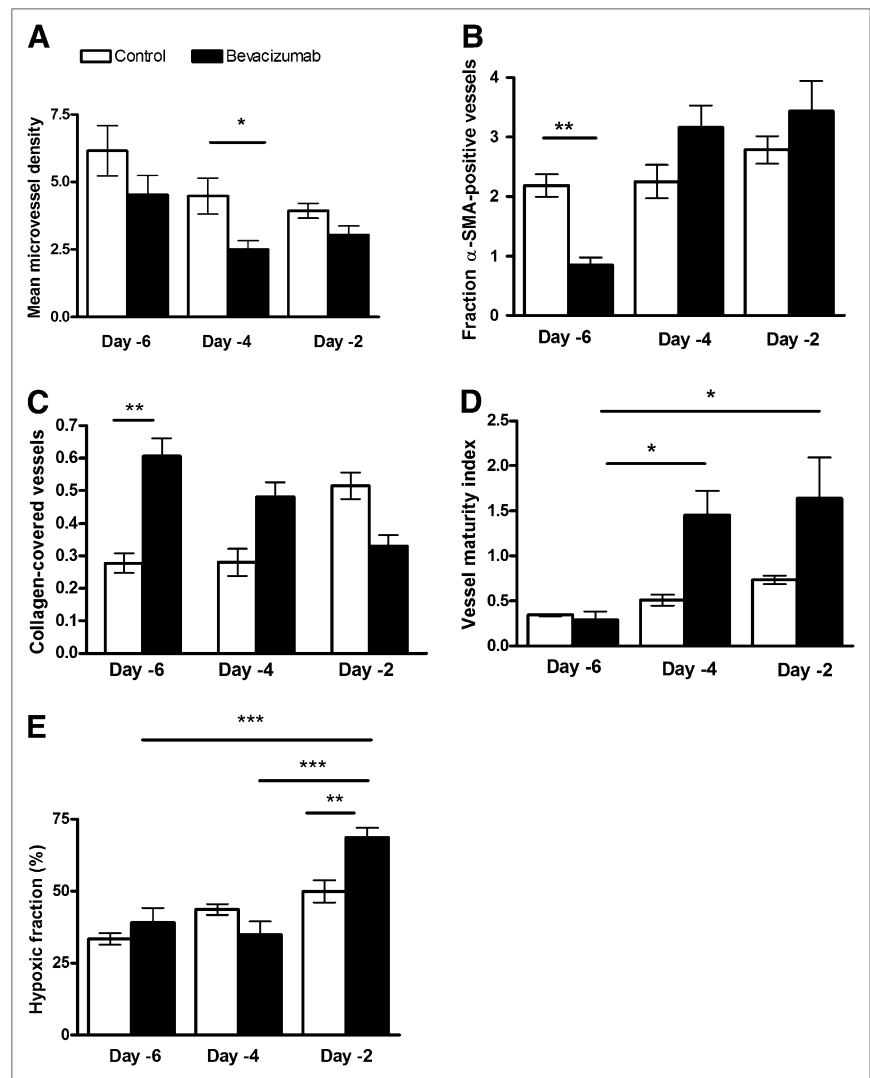 A
Control Bevacizumab
Mean microvessel density
7.5
5.0
2.5
0.0
*
Day -6 Day -4 Day -2
B
Fraction α-SMA-positive vessels
4
3
2
1
0
**
Day -6 Day -4 Day -2
C
Collagen-covered vessels
0.7
0.6
0.5
0.4
0.3
0.2
0.1
0.0
**
Day -6 Day -4 Day -2
D
Vessel maturity index
2.5
2.0
1.5
1.0
0.5
0.0
*
*
Day -6 Day -4 Day -2
E
Hypoxic fraction (%)
75
50
25
0
***
***
**
Day -6 Day -4 Day -2